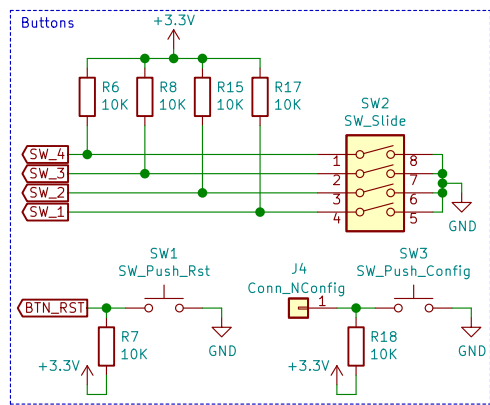 Buttons
+3.3V
R6
10K
R8
10K
R15
10K
R17
10K
SW2
SW_Slide
SW_4
SW_3
SW_2
SW_1
1
2
3
4
8
7
6
5
GND
SW1
SW_Push_Rst
J4
Conn_NConfig
1
SW3
SW_Push_Config
BTN_RST
R7
10K
GND
+3.3V
R18
10K
GND
+3.3V